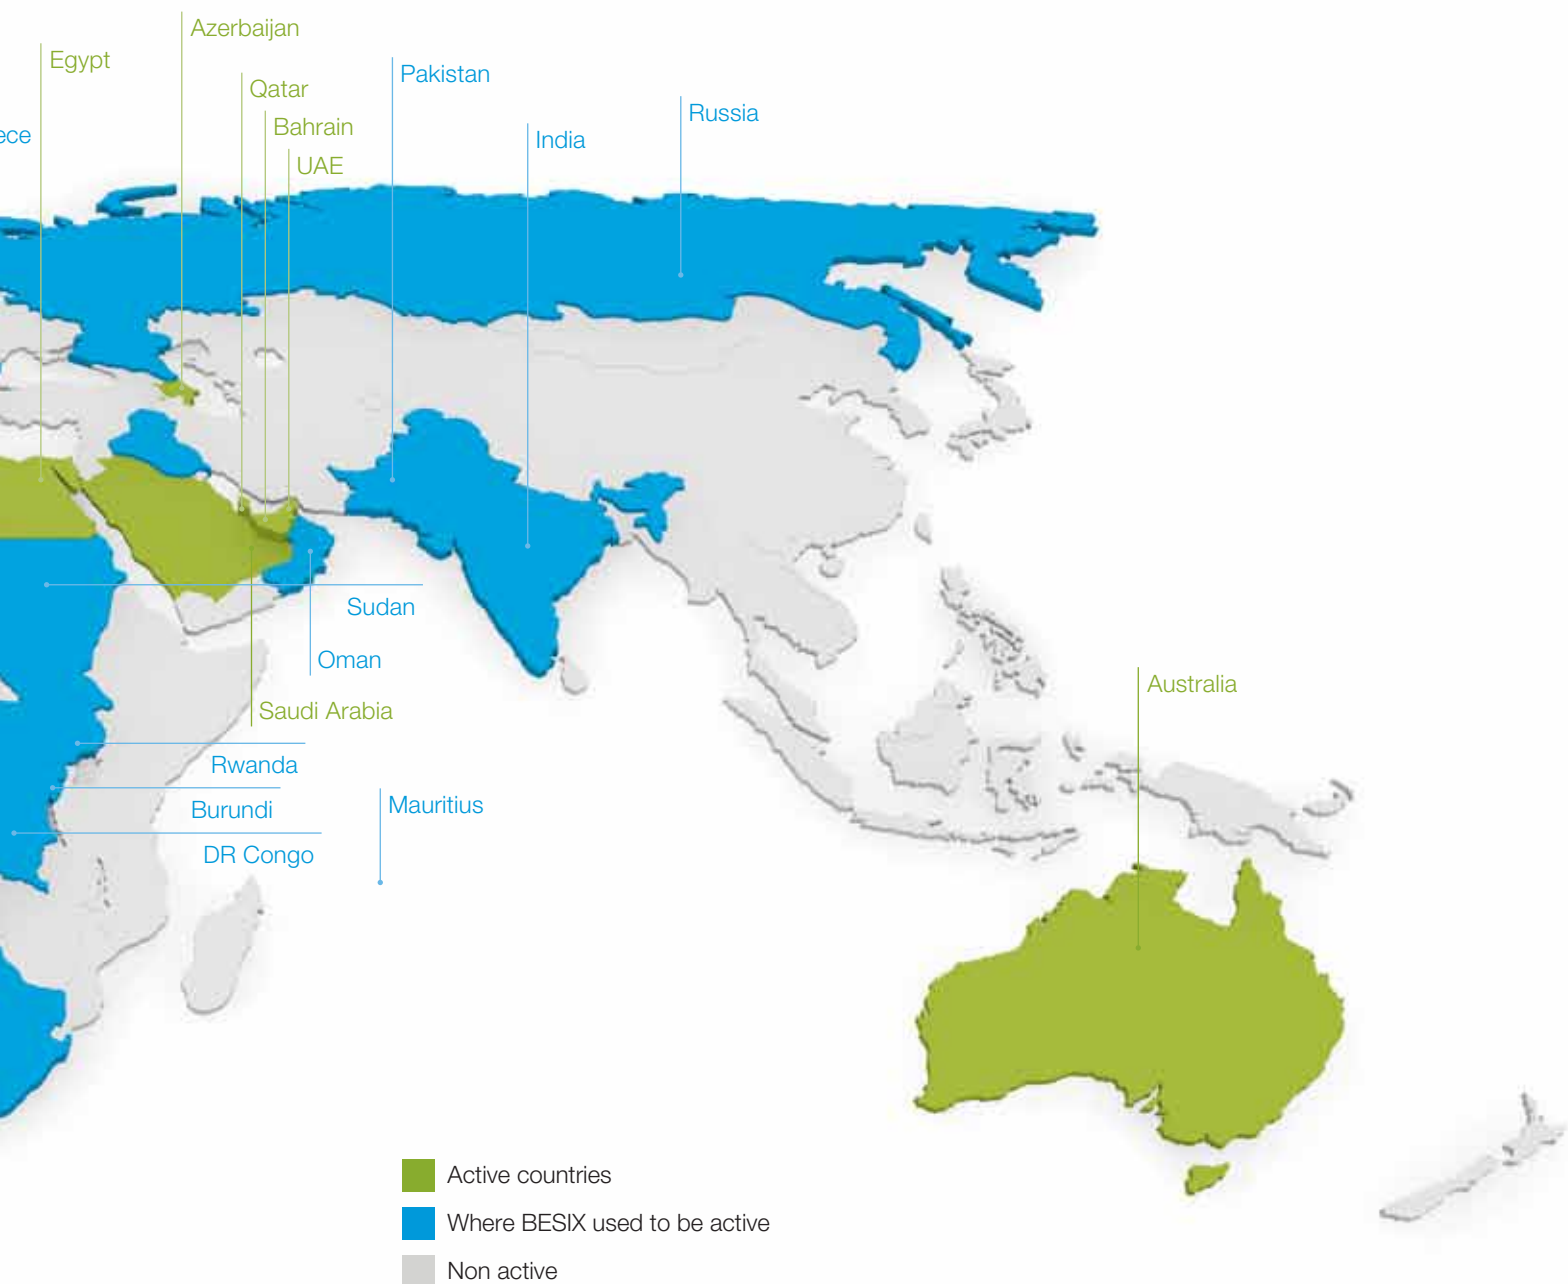 Azerbaijan
Egypt
Pakistan
Qatar
Russia
Bahrain
ece
India
UAE
Sudan
Oman
Australia
Saudi Arabia
Rwanda
Mauritius
Burundi
DR Congo
Active countries
Where BESIX used to be active
Non active